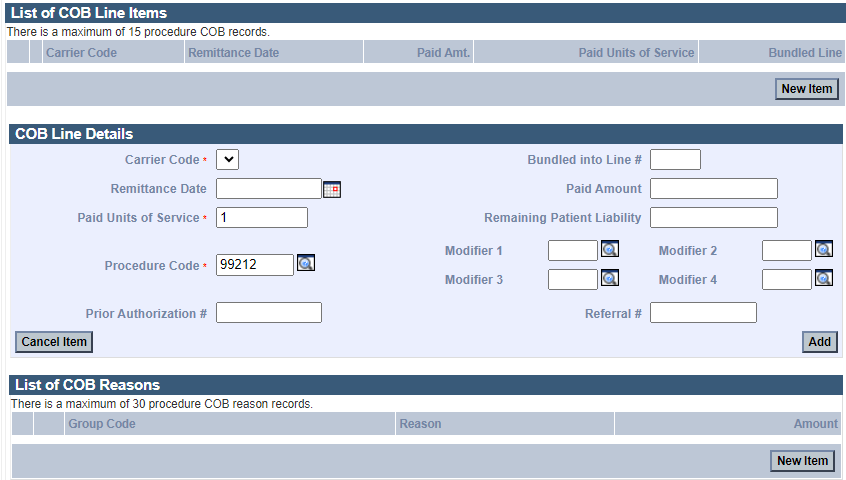 List of COB Line Items
There is a maximum of 15 procedure COB records.
Carrier Code Remittance Date Paid Amt. Paid Units of Service Bundled Line
New Item
COB Line Details
Carrier Code * Bundled into Line #
Remittance Date Paid Amount
Paid Units of Service * 1 Remaining Patient Liability
Modifier 1 Modifier 2
Procedure Code * 99212
Modifier 3 Modifier 4
Prior Authorization # Referral #
Cancel Item Add
List of COB Reasons
There is a maximum of 30 procedure COB reason records.
Group Code Reason Amount
New Item